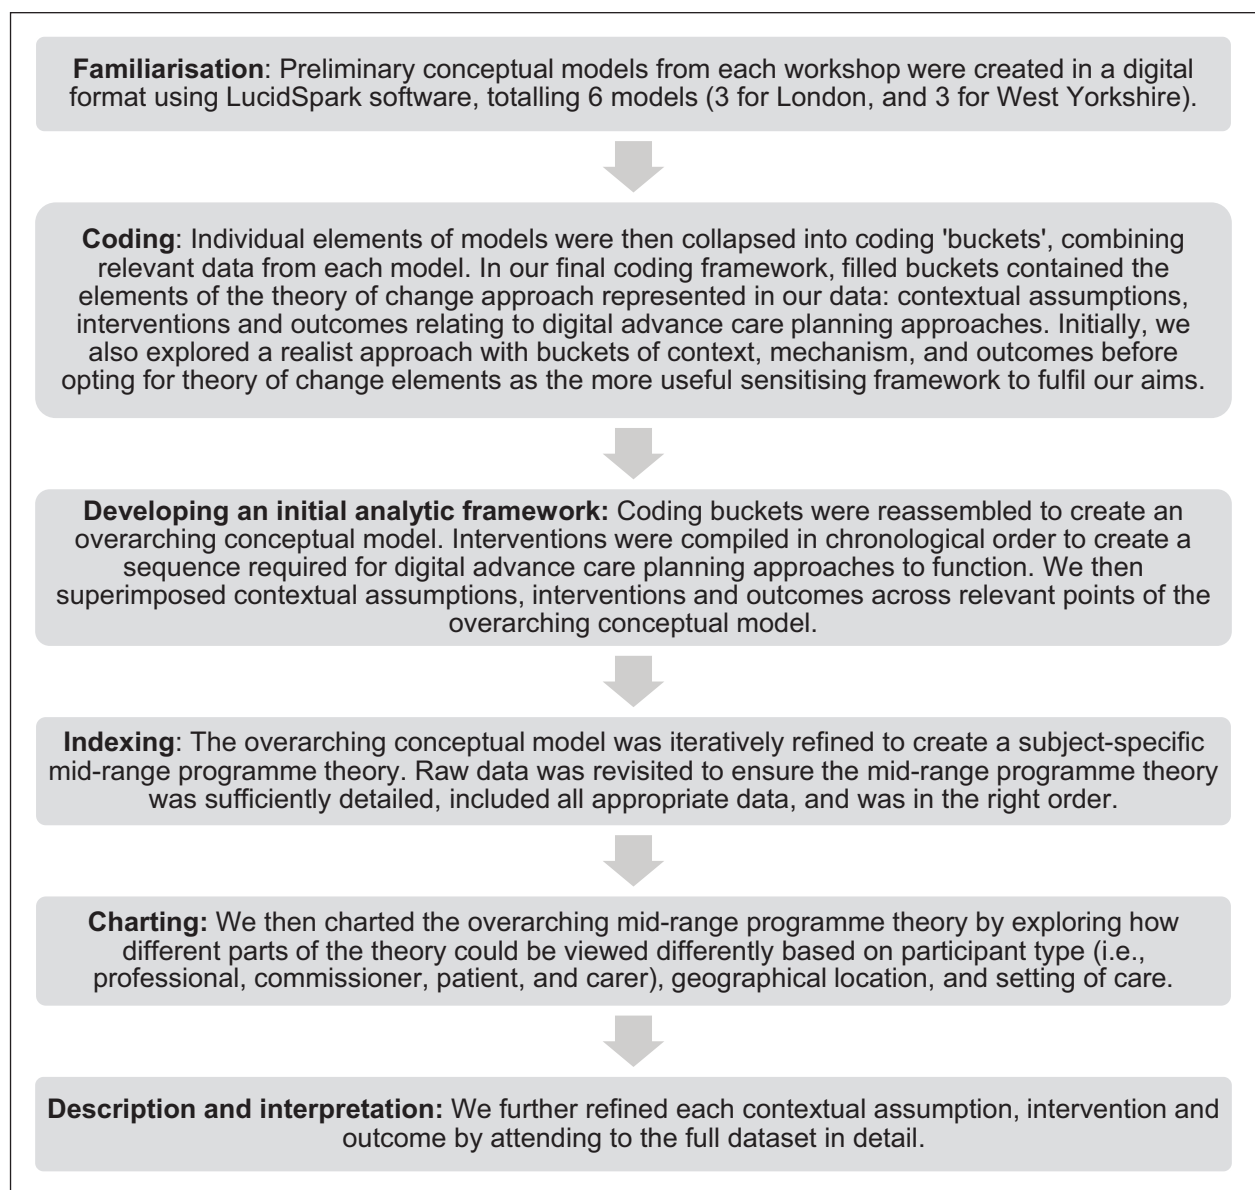 Familiarisation: Preliminary conceptual models from each workshop were created in a digital
format using LucidSpark software, totalling 6 models (3 for London, and 3 for West Yorkshire).
Coding: Individual elements of models were then collapsed into coding 'buckets', combining
relevant data from each model. In our final coding framework, filled buckets contained the
elements of the theory of change approach represented in our data: contextual assumptions,
interventions and outcomes relating to digital advance care planning approaches. Initially, we
also explored a realist approach with buckets of context, mechanism, and outcomes before
opting for theory of change elements as the more useful sensitising framework to fulfil our aims.
Developing an initial analytic framework: Coding buckets were reassembled to create an
overarching conceptual model. Interventions were compiled in chronological order to create a
sequence required for digital advance care planning approaches to function. We then
superimposed contextual assumptions, interventions and outcomes across relevant points of the
overarching conceptual model.
Indexing: The overarching conceptual model was iteratively refined to create a subject-specific
mid-range programme theory. Raw data was revisited to ensure the mid-range programme theory
was sufficiently detailed, included all appropriate data, and was in the right order.
Charting: We then charted the overarching mid-range programme theory by exploring how
different parts of the theory could be viewed differently based on participant type (i.e.,
professional, commissioner, patient, and carer), geographical location, and setting of care.
Description and interpretation: We further refined each contextual assumption, intervention and
outcome by attending to the full dataset in detail.